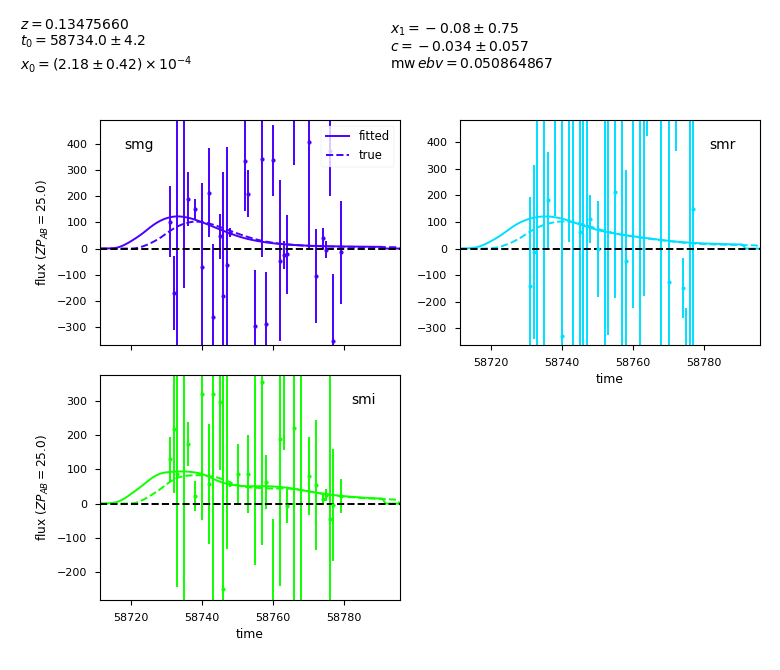 z = 0.13475660
t₀ = 58734.0 ± 4.2
x₀ = (2.18 ± 0.42) × 10⁻⁴
x₁ = −0.08 ± 0.75
c = −0.034 ± 0.057
mw ebv = 0.050864867
smg
fitted
true
400
300
200
100
0
−100
−200
−300
flux (ZP_AB = 25.0)
smr
400
300
200
100
0
−100
−200
−300
58720 58740 58760 58780
time
smi
300
200
100
0
−100
−200
flux (ZP_AB = 25.0)
58720 58740 58760 58780
time